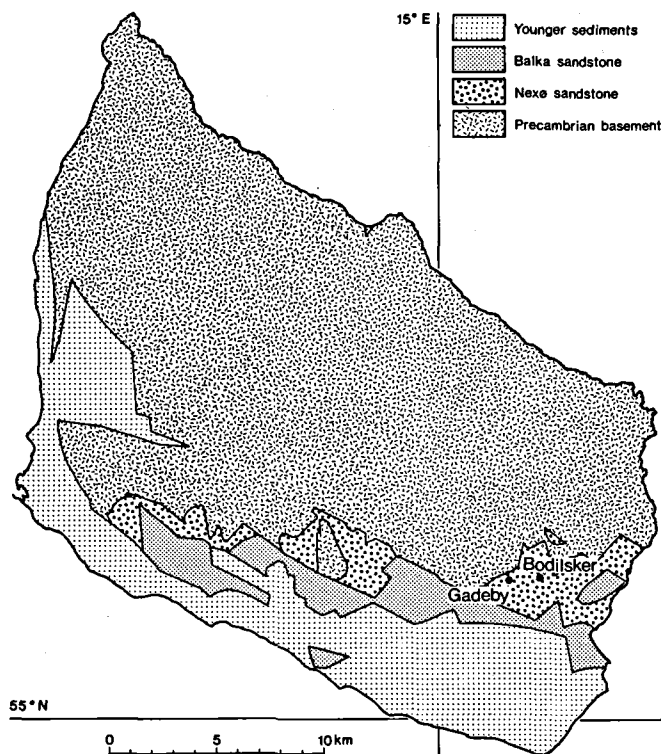 15° E
Younger sediments
Balka sandstone
Nexø sandstone
Precambrian basement
Bodilsker
Gadeby
55° N
0 5 10 km